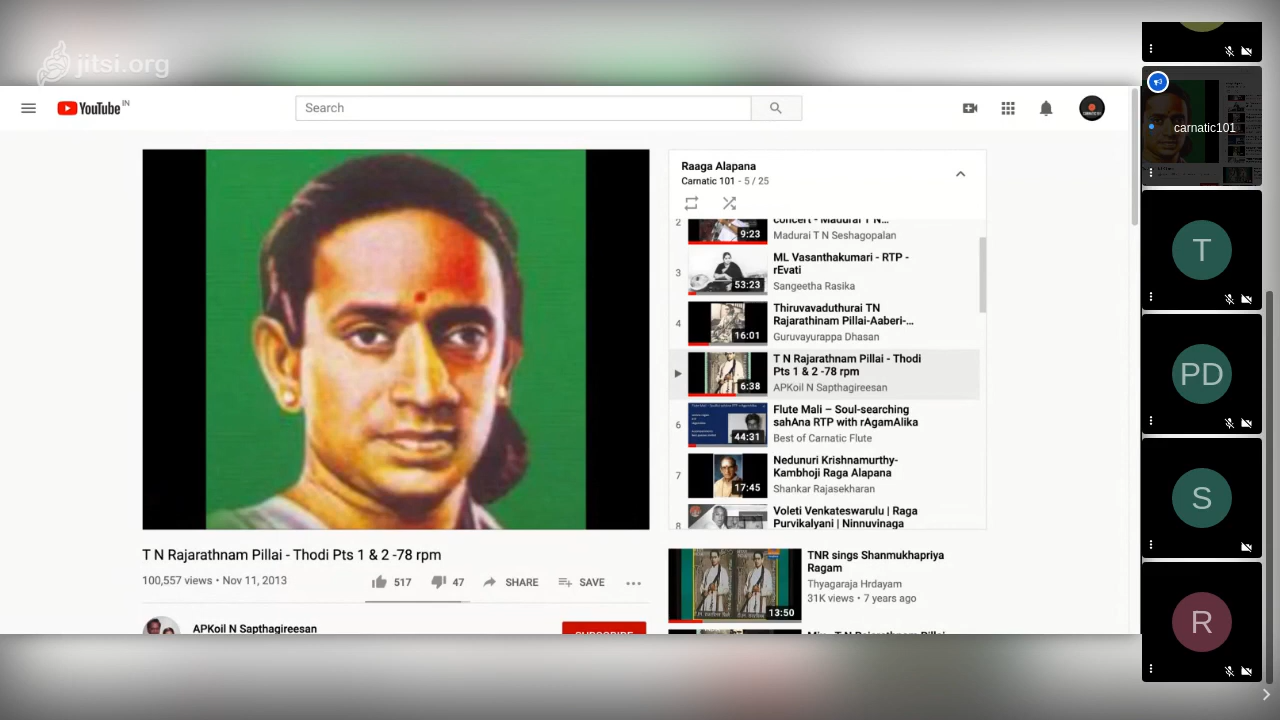 jitsi.org
YouTube IN
Search
Raaga Alapana
Carnatic 101 - 5 / 25
2
9:23
concert - Madurai T N...
Madurai T N Seshagopalan
3
53:23
ML Vasanthakumari - RTP -
rEvati
Sangeetha Rasika
4
16:01
Thiruvavaduthurai TN
Rajarathinam Pillai-Aaberi-...
Guruvayurappa Dhasan
6:38
T N Rajarathnam Pillai - Thodi
Pts 1 & 2 -78 rpm
APKoil N Sapthagireesan
6
44:31
Flute Mali – Soul-searching
sahAna RTP with rAgamAlika
Best of Carnatic Flute
7
17:45
Nedunuri Krishnamurthy-
Kambhoji Raga Alapana
Shankar Rajasekharan
8
Voleti Venkateswarulu | Raga
Purvikalyani | Ninnuvinaga
T N Rajarathnam Pillai - Thodi Pts 1 & 2 -78 rpm
100,557 views • Nov 11, 2013
517
47
SHARE
SAVE
APKoil N Sapthagireesan
SUBSCRIBE
13:50
TNR sings Shanmukhapriya
Ragam
Thyagaraja Hrdayam
31K views • 7 years ago
carnatic101
T
PD
S
R